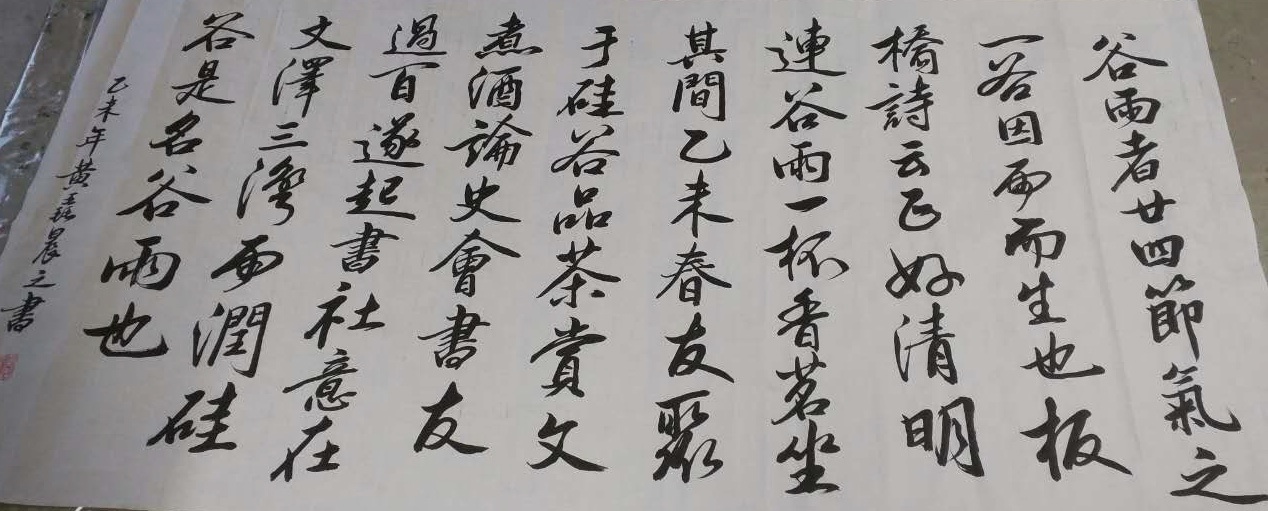 谷雨者廿四節氣之
一谷因雨而生也板
橋詩云正好清明
連谷雨一杯香茗坐
其間乙未春友聚
于硅谷品茶賞文
煮酒論史會書友
過百遂起書社意在
文澤三灣雨潤硅
谷是名谷雨也
乙未年黃磊晨之書